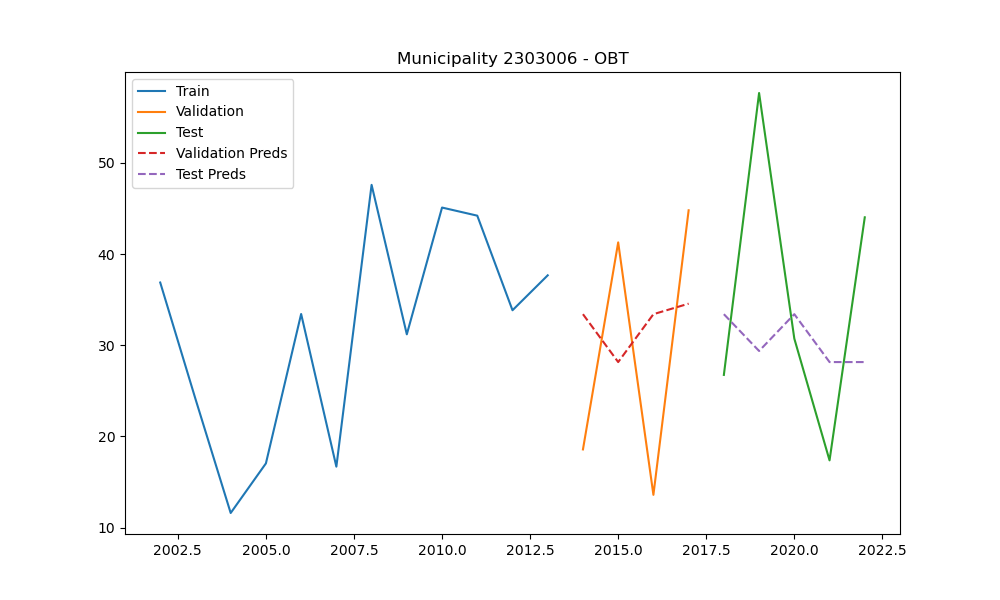 Municipality 2303006 - OBT
Train
Validation
Test
Validation Preds
Test Preds
50
40
30
20
10
2002.5 2005.0 2007.5 2010.0 2012.5 2015.0 2017.5 2020.0 2022.5